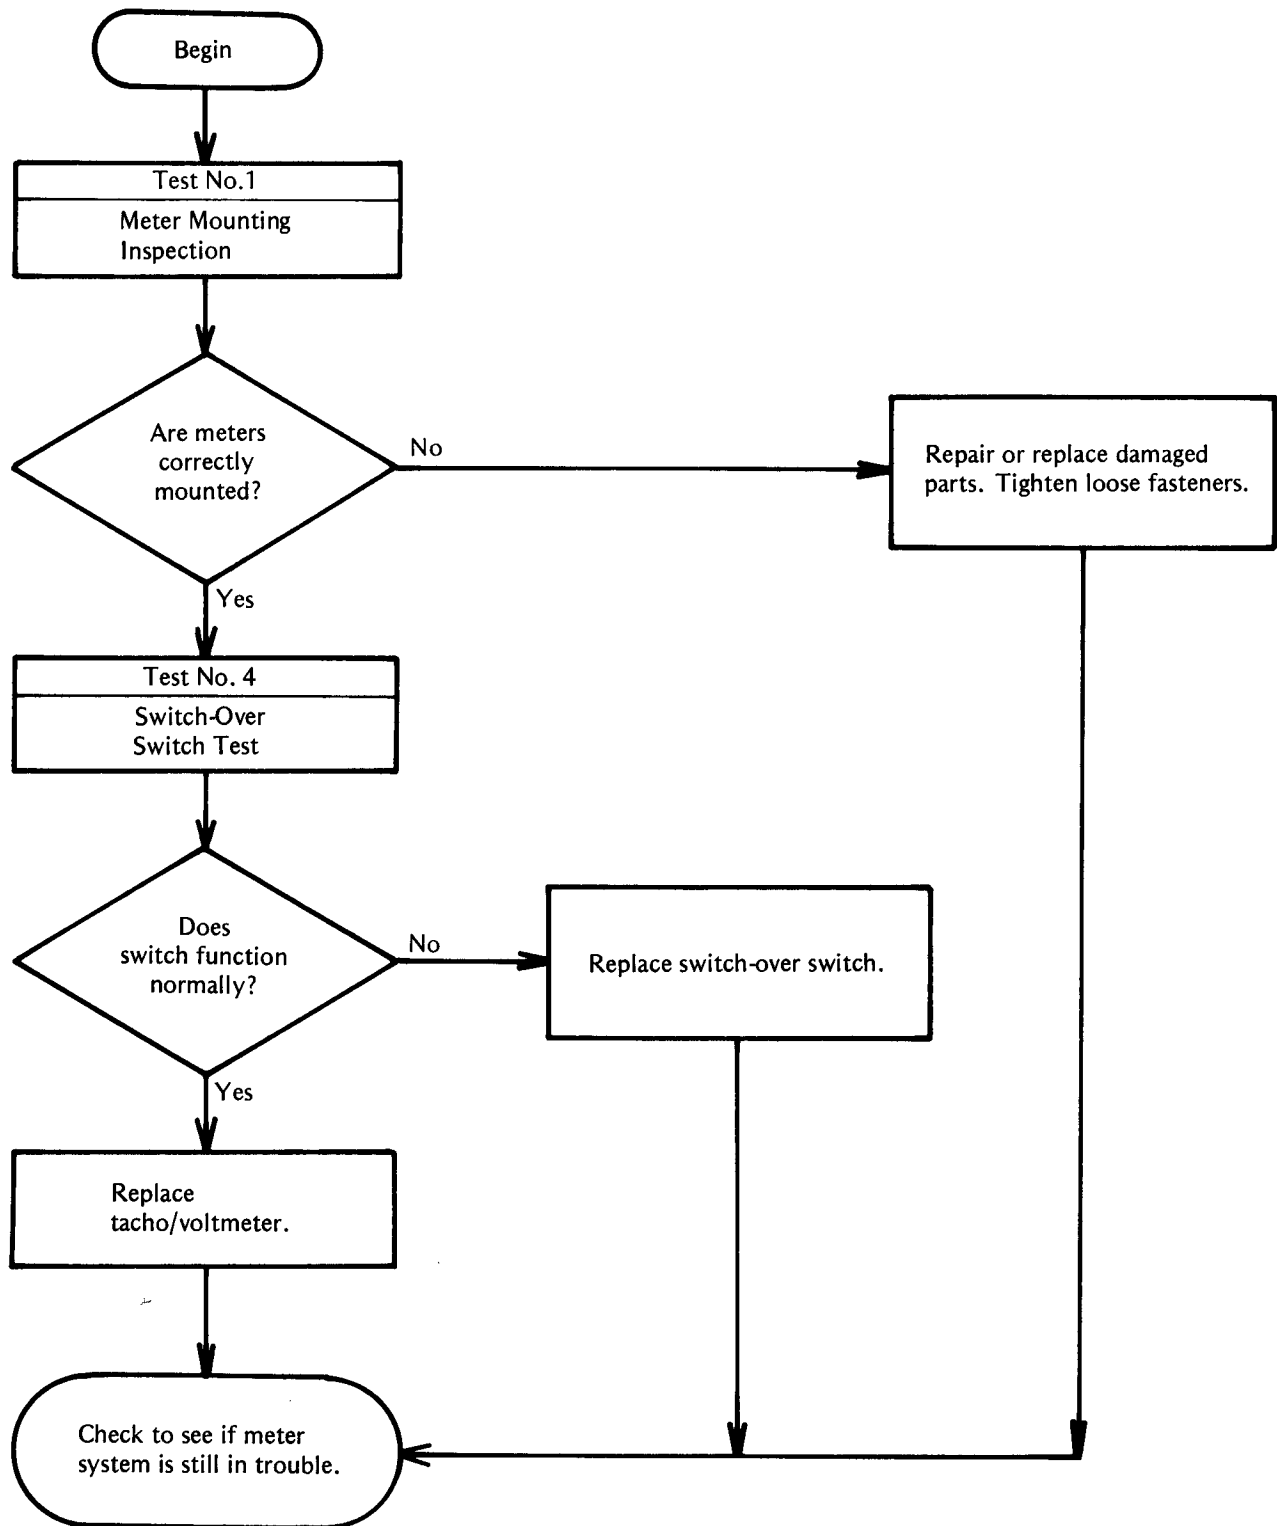 Begin
Test No.1
Meter Mounting
Inspection
Are meters
correctly
mounted?
No
Repair or replace damaged
parts. Tighten loose fasteners.
Yes
Test No. 4
Switch-Over
Switch Test
Does
switch function
normally?
No
Replace switch-over switch.
Yes
Replace
tacho/voltmeter.
Check to see if meter
system is still in trouble.